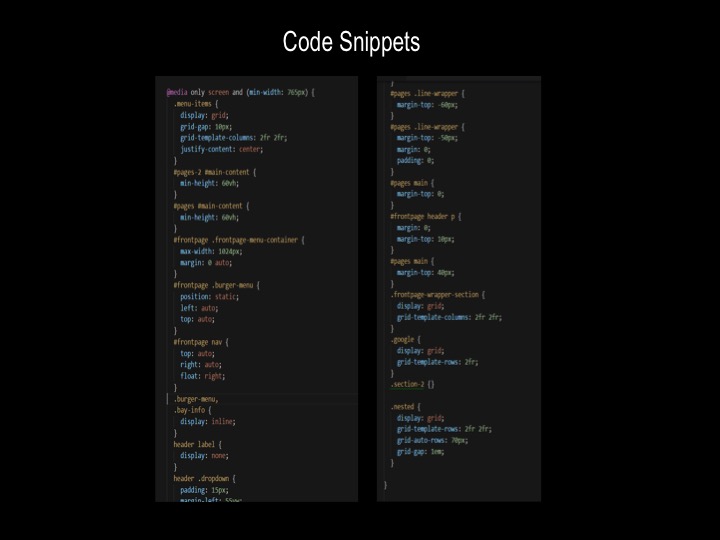 Code Snippets
@media only screen and (min-width: 765px) {
.menu-items {
display: grid;
grid-gap: 10px;
grid-template-columns: 2fr 2fr;
justify-content: center;
}
#pages-2 #main-content {
min-height: 60vh;
}
#pages #main-content {
min-height: 60vh;
}
#frontpage .frontpage-menu-container {
max-width: 1024px;
margin: 0 auto;
}
#frontpage .burger-menu {
position: static;
left: auto;
top: auto;
}
#frontpage nav {
top: auto;
right: auto;
float: right;
}
.burger-menu,
.bay-info {
display: inline;
}
header label {
display: none;
}
header .dropdown {
padding: 15px;
margin-left: 55vw;
}
#pages .line-wrapper {
margin-top: -60px;
}
#pages .line-wrapper {
margin-top: -50px;
margin: 0;
padding: 0;
}
#pages main {
margin-top: 0;
}
#frontpage header p {
margin: 0;
margin-top: 10px;
}
#pages main {
margin-top: 40px;
}
.frontpage-wrapper-section {
display: grid;
grid-template-columns: 2fr 2fr;
}
.google {
display: grid;
grid-template-rows: 2fr;
}
.section-2 {}
.nested {
display: grid;
grid-template-rows: 2fr 2fr;
grid-auto-rows: 70px;
grid-gap: 1em;
}
}